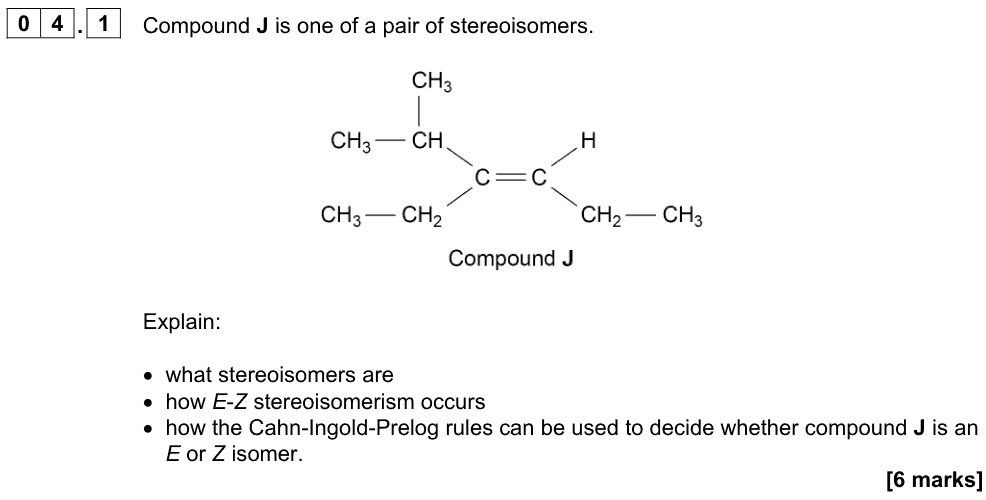 0 4 . 1 Compound J is one of a pair of stereoisomers.
CH₃
CH₃ — CH H
C = C
CH₃ — CH₂ CH₂ — CH₃
Compound J
Explain:
• what stereoisomers are
• how E-Z stereoisomerism occurs
• how the Cahn-Ingold-Prelog rules can be used to decide whether compound J is an
E or Z isomer.
[6 marks]